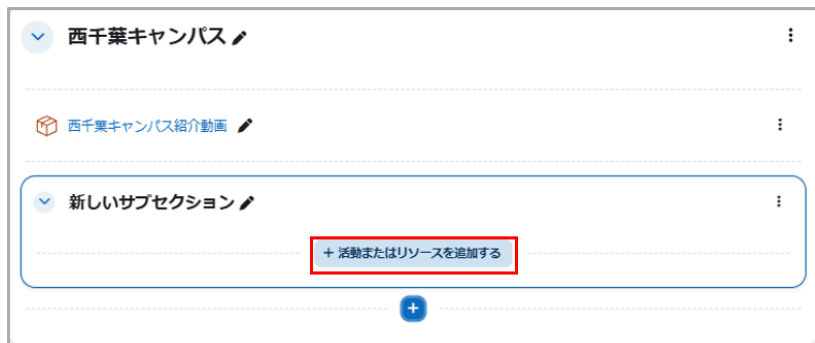 西千葉キャンパス
西千葉キャンパス紹介動画
新しいサブセクション
+ 活動またはリソースを追加する